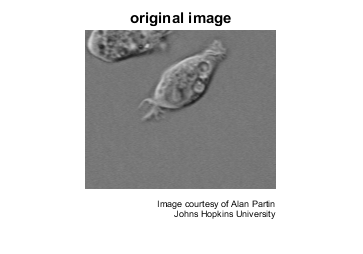 original image
Image courtesy of Alan Partin
Johns Hopkins University